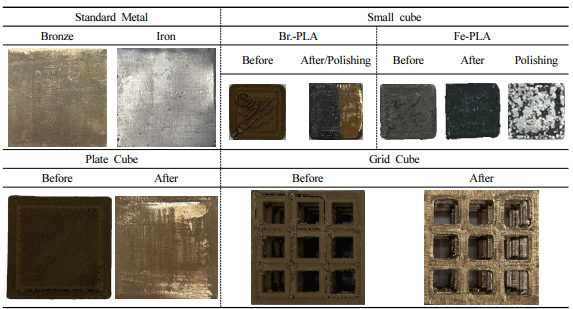 Standard Metal Small cube
Bronze Iron Br.-PLA Fe-PLA
Before After/Polishing Before After Polishing
Plate Cube Grid Cube
Before After Before After